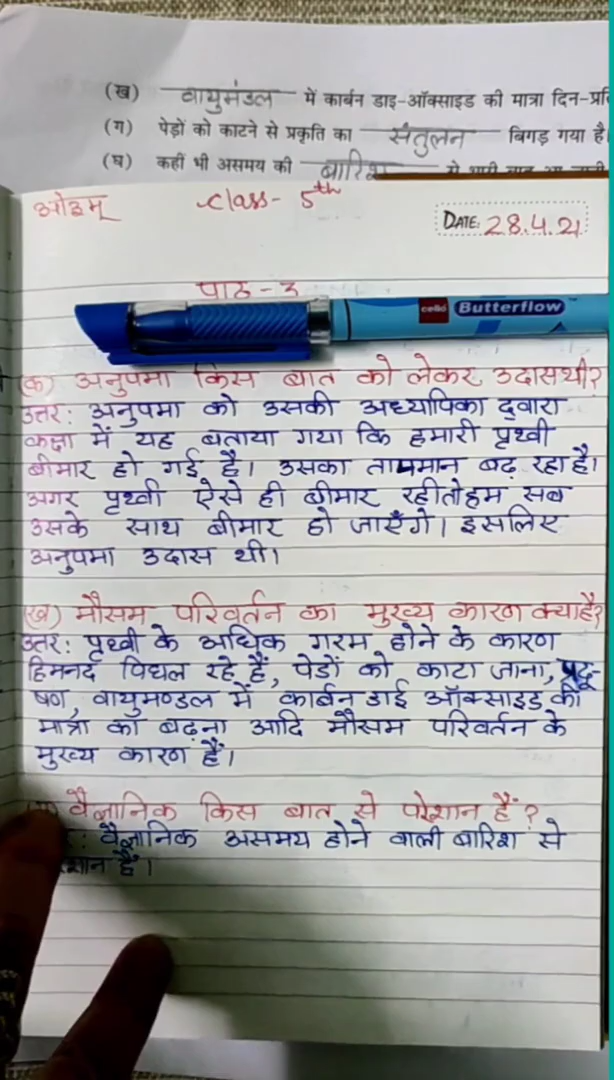 (ख) वायुमंडल में कार्बन डाइ-ऑक्साइड की मात्रा दिन-प्रति
(ग) पेड़ों को काटने से प्रकृति का संतुलन बिगड़ गया है
(घ) कहीं भी असमय की बारिश
ओ३म् class- 5th
DATE: 28.4.21
पाठ-3
cello Butterflow
(क) अनुपमा किस बात को लेकर उदास थी?
उत्तर: अनुपमा को उसकी अध्यापिका द्वारा
कक्षा में यह बताया गया कि हमारी पृथ्वी
बीमार हो गई है। उसका तापमान बढ़ रहा है।
अगर पृथ्वी ऐसे ही बीमार रही तो हम सब
उसके साथ बीमार हो जाएँगे। इसलिए
अनुपमा उदास थी।
(ख) मौसम परिवर्तन का मुख्य कारण क्या है?
उत्तर: पृथ्वी के अधिक गरम होने के कारण
हिमनद पिघल रहे हैं, पेडों को काटा जाना, प्रदू
षण, वायुमण्डल में कार्बन डाई ऑक्साइड की
मात्रा का बढ़ना आदि मौसम परिवर्तन के
मुख्य कारण हैं।
वैज्ञानिक किस बात से परेशान हैं?
वैज्ञानिक असमय होने वाली बारिश से
हैं।